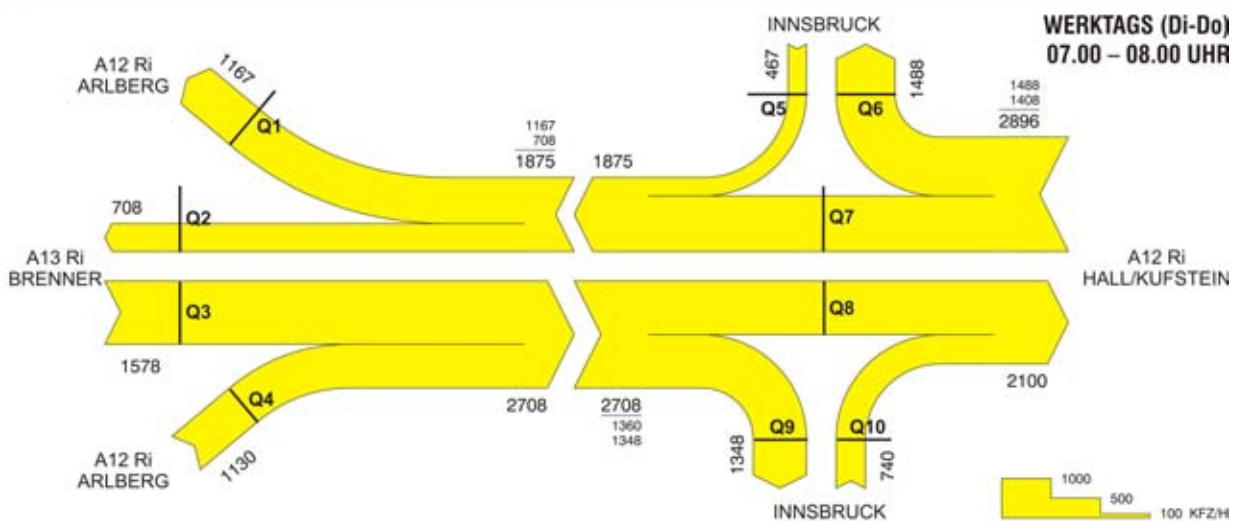 INNSBRUCK
WERKTAGS (Di-Do)
07.00 – 08.00 UHR
A12 Ri
ARLBERG
1167
467
1488
Q1
Q5
Q6
1488
1408
2896
1167
708
1875
1875
708
Q2
Q7
A13 Ri
BRENNER
A12 Ri
HALL/KUFSTEIN
Q3
Q8
1578
2100
Q4
2708
2708
1360
1348
Q9
Q10
1348
740
A12 Ri
ARLBERG
1130
INNSBRUCK
1000
500
100 KFZ/H